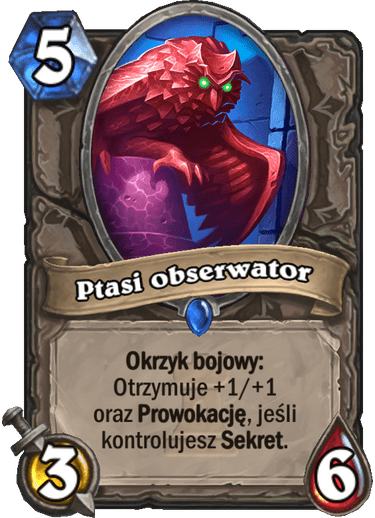 5
Ptasi obserwator
Okrzyk bojowy:
Otrzymuje +1/+1
oraz Prowokację, jeśli
kontrolujesz Sekret.
3
6